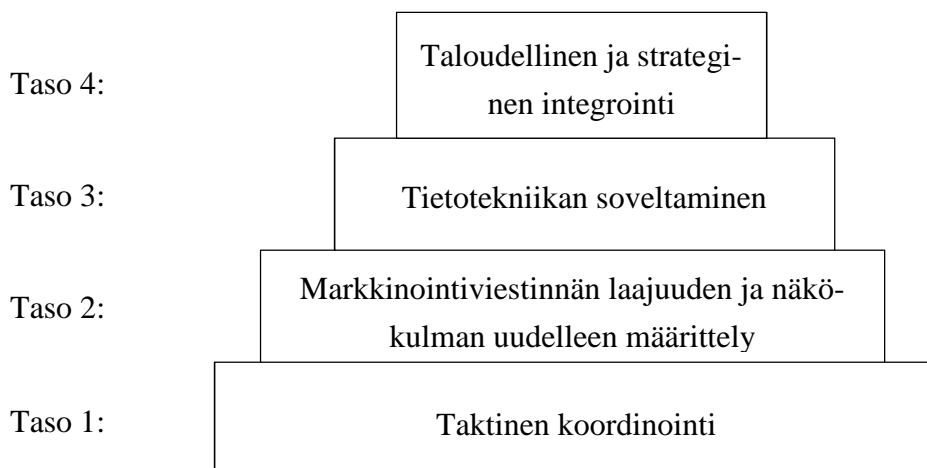 Taso 4:
Taloudellinen ja strategi-
nen integrointi
Taso 3:
Tietotekniikan soveltaminen
Taso 2:
Markkinointiviestinnän laajuuden ja näkö-
kulman uudelleen määrittely
Taso 1:
Taktinen koordinointi